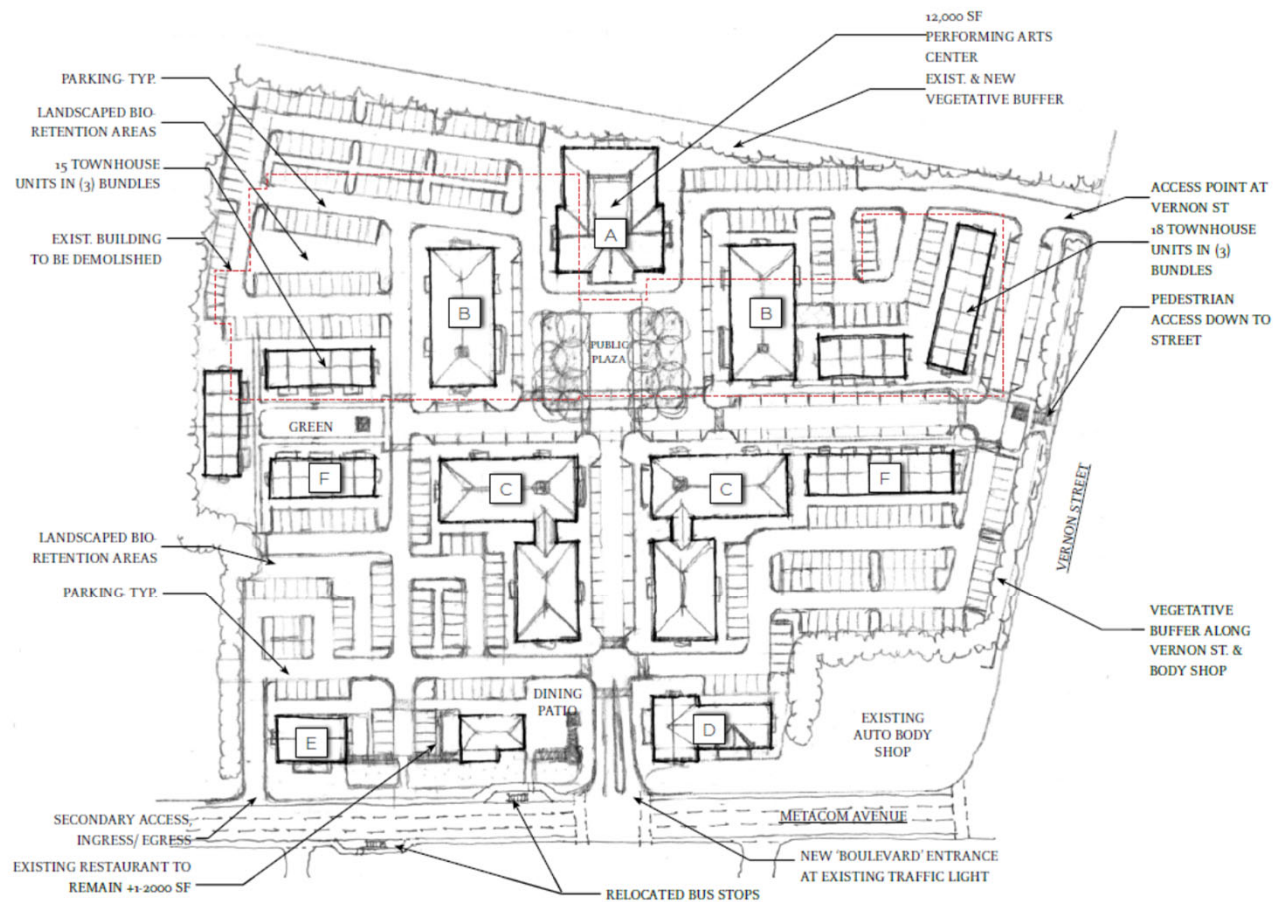 12,000 SF
PERFORMING ARTS
CENTER
EXIST. & NEW
VEGETATIVE BUFFER
PARKING TYP.
LANDSCAPED BIO-
RETENTION AREAS
15 TOWNHOUSE
UNITS IN (3) BUNDLES
EXIST. BUILDING
TO BE DEMOLISHED
ACCESS POINT AT
VERNON ST
18 TOWNHOUSE
UNITS IN (3)
BUNDLES
PEDESTRIAN
ACCESS DOWN TO
STREET
A
B
B
PUBLIC
PLAZA
GREEN
F
C
C
F
VERNON STREET
LANDSCAPED BIO-
RETENTION AREAS
PARKING TYP.
VEGETATIVE
BUFFER ALONG
VERNON ST. &
BODY SHOP
DINING
PATIO
E
D
EXISTING
AUTO BODY
SHOP
METACOM AVENUE
SECONDARY ACCESS,
INGRESS/ EGRESS
EXISTING RESTAURANT TO
REMAIN +1-2000 SF
RELOCATED BUS STOPS
NEW 'BOULEVARD' ENTRANCE
AT EXISTING TRAFFIC LIGHT